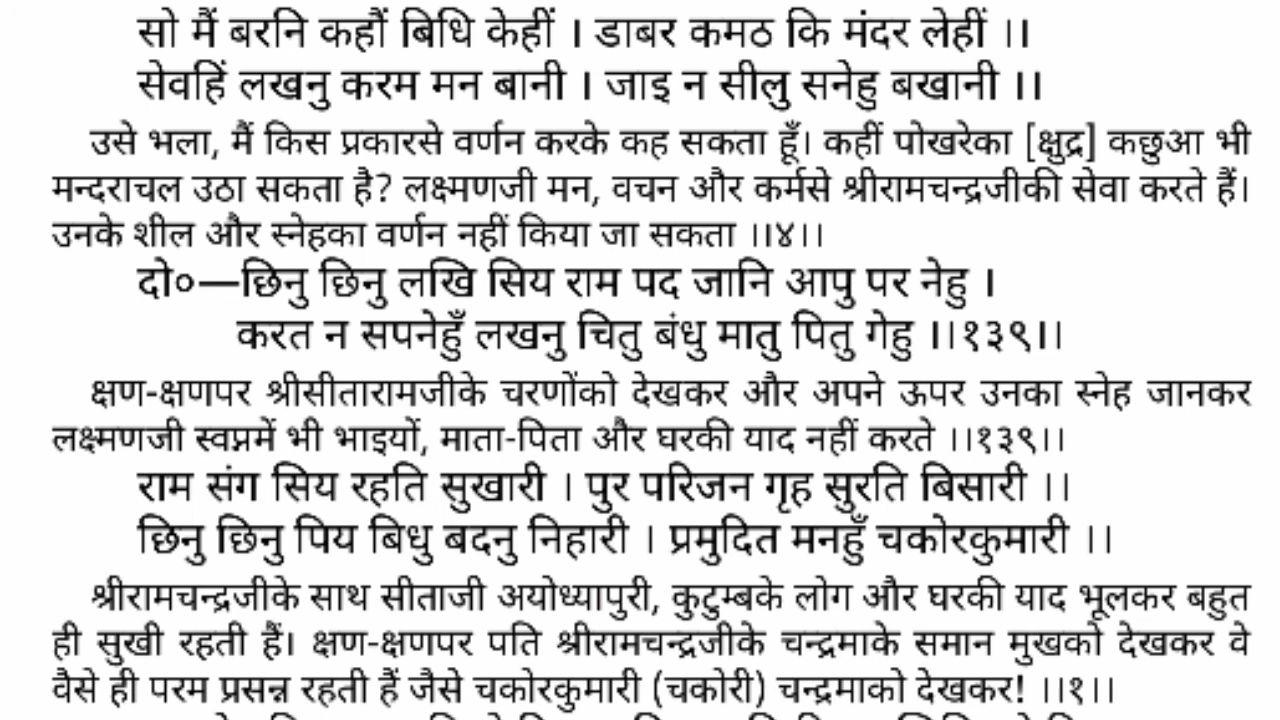 सो मैं बरनि कहौं बिधि केहीं । डाबर कमठ कि मंदर लेहीं ।।
सेवहिं लखनु करम मन बानी । जाइ न सीलु सनेहु बखानी ।।
उसे भला, मैं किस प्रकारसे वर्णन करके कह सकता हूँ। कहीं पोखरेका [क्षुद्र] कछुआ भी
मन्दराचल उठा सकता है? लक्ष्मणजी मन, वचन और कर्मसे श्रीरामचन्द्रजीकी सेवा करते हैं।
उनके शील और स्नेहका वर्णन नहीं किया जा सकता ।।४।।
दो०—छिनु छिनु लखि सिय राम पद जानि आपु पर नेहु ।
करत न सपनेहुँ लखनु चितु बंधु मातु पितु गेहु ।।१३९।।
क्षण-क्षणपर श्रीसीतारामजीके चरणोंको देखकर और अपने ऊपर उनका स्नेह जानकर
लक्ष्मणजी स्वप्नमें भी भाइयों, माता-पिता और घरकी याद नहीं करते ।।१३९।।
राम संग सिय रहति सुखारी । पुर परिजन गृह सुरति बिसारी ।।
छिनु छिनु पिय बिधु बदनु निहारी । प्रमुदित मनहुँ चकोरकुमारी ।।
श्रीरामचन्द्रजीके साथ सीताजी अयोध्यापुरी, कुटुम्बके लोग और घरकी याद भूलकर बहुत
ही सुखी रहती हैं। क्षण-क्षणपर पति श्रीरामचन्द्रजीके चन्द्रमाके समान मुखको देखकर वे
वैसे ही परम प्रसन्न रहती हैं जैसे चकोरकुमारी (चकोरी) चन्द्रमाको देखकर! ।।१।।